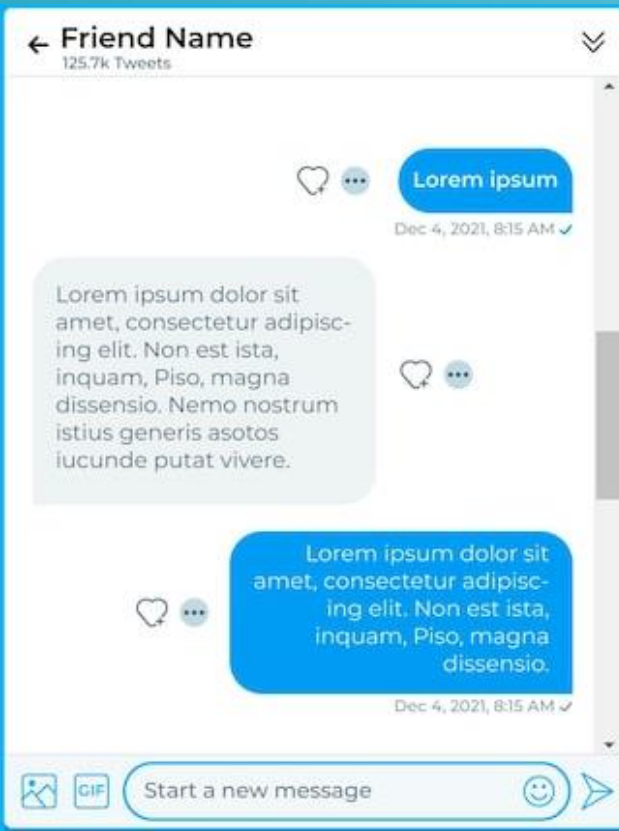 Friend Name
125.7k Tweets
Lorem ipsum
Dec 4, 2021, 8:15 AM
Lorem ipsum dolor sit
amet, consectetur adipisc-
ing elit. Non est ista,
inquam, Piso, magna
dissensio. Nemo nostrum
istius generis asotos
iucunde putat vivere.
Lorem ipsum dolor sit
amet, consectetur adipisc-
ing elit. Non est ista,
inquam, Piso, magna
dissensio.
Dec 4, 2021, 8:15 AM
GIF
Start a new message